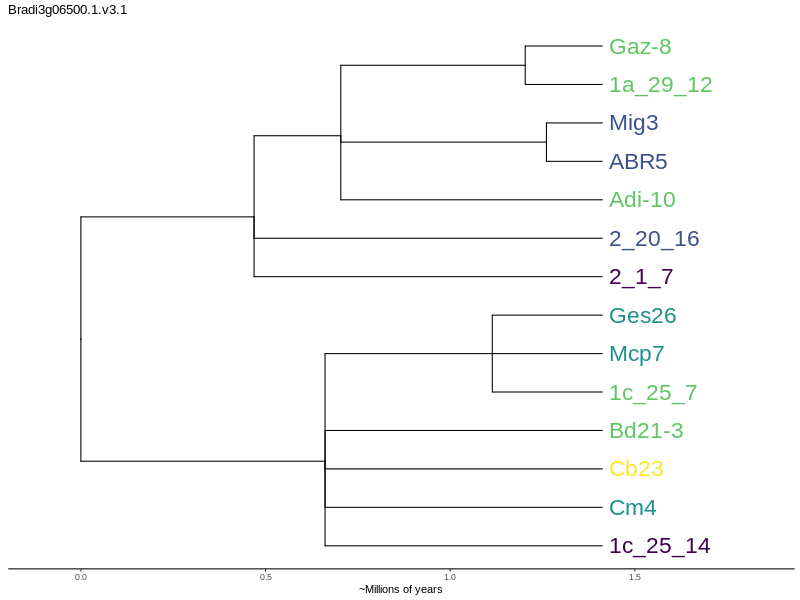 Bradi3g06500.1.v3.1
Gaz-8
1a_29_12
Mig3
ABR5
Adi-10
2_20_16
2_1_7
Ges26
Mcp7
1c_25_7
Bd21-3
Cb23
Cm4
1c_25_14
0.0 0.5 1.0 1.5
~Millions of years